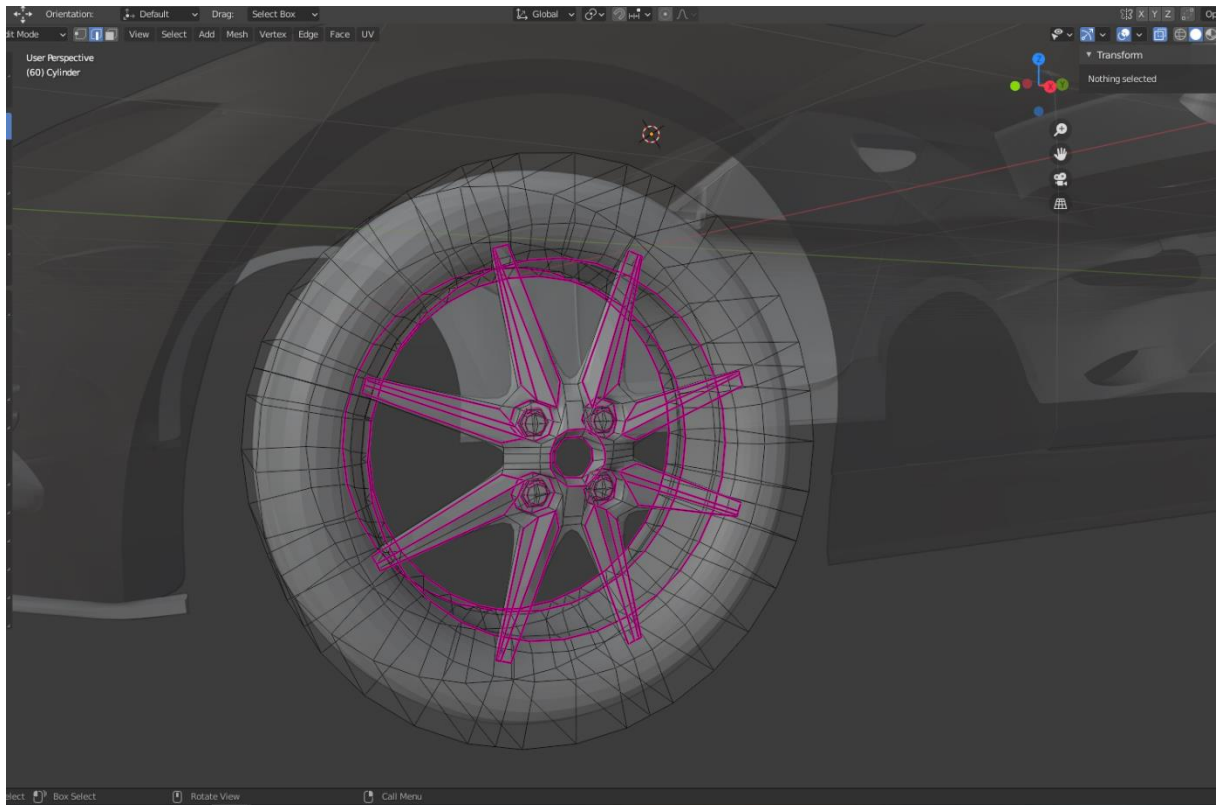 Orientation: Default Drag: Select Box Global X Y Z Op
dit Mode View Select Add Mesh Vertex Edge Face UV
User Perspective
(60) Cylinder
Transform
Nothing selected
Z
X Y
elect Box Select Rotate View Call Menu